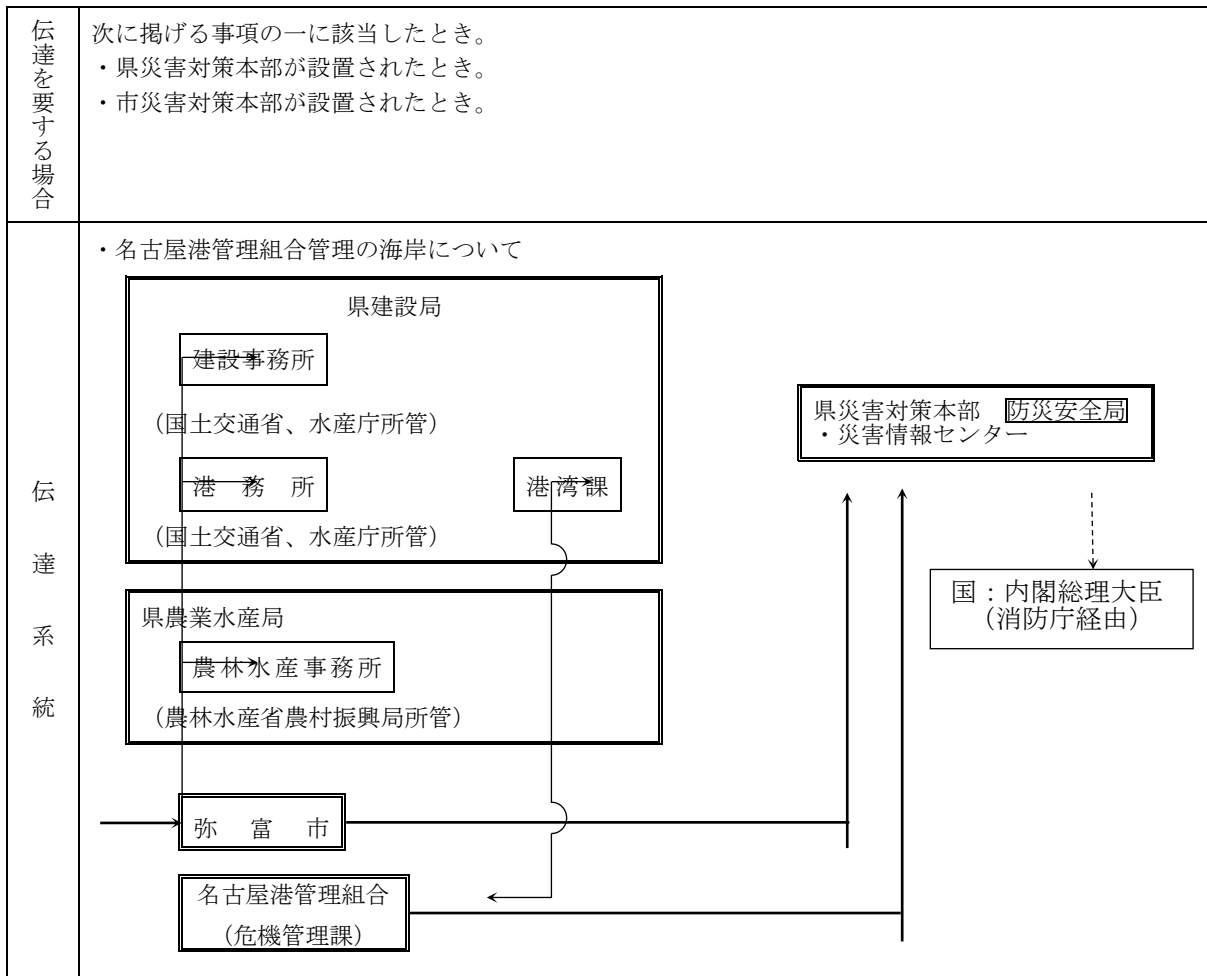 伝達を要する場合
次に掲げる事項の一に該当したとき。
・県災害対策本部が設置されたとき。
・市災害対策本部が設置されたとき。
伝達系統
・名古屋港管理組合管理の海岸について
県建設局
建設事務所
（国土交通省、水産庁所管）
港務所
港湾課
（国土交通省、水産庁所管）
県農業水産局
農林水産事務所
（農林水産省農村振興局所管）
弥富市
名古屋港管理組合
（危機管理課）
県災害対策本部 防災安全局
・災害情報センター
国：内閣総理大臣
（消防庁経由）